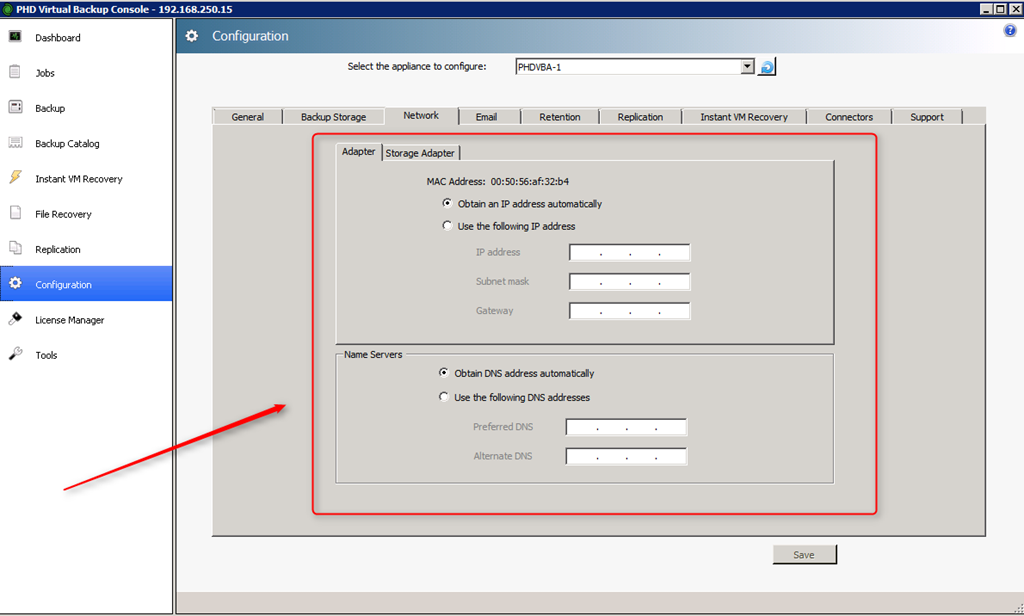 PHD Virtual Backup Console - 192.168.250.15
Dashboard
Jobs
Backup
Backup Catalog
Instant VM Recovery
File Recovery
Replication
Configuration
License Manager
Tools
Configuration
?
Select the appliance to configure: PHDVBA-1
General Backup Storage Network Email Retention Replication Instant VM Recovery Connectors Support
Adapter Storage Adapter
MAC Address: 00:50:56:af:32:b4
Obtain an IP address automatically
Use the following IP address
IP address . . .
Subnet mask . . .
Gateway . . .
Name Servers
Obtain DNS address automatically
Use the following DNS addresses
Preferred DNS . . .
Alternate DNS . . .
Save